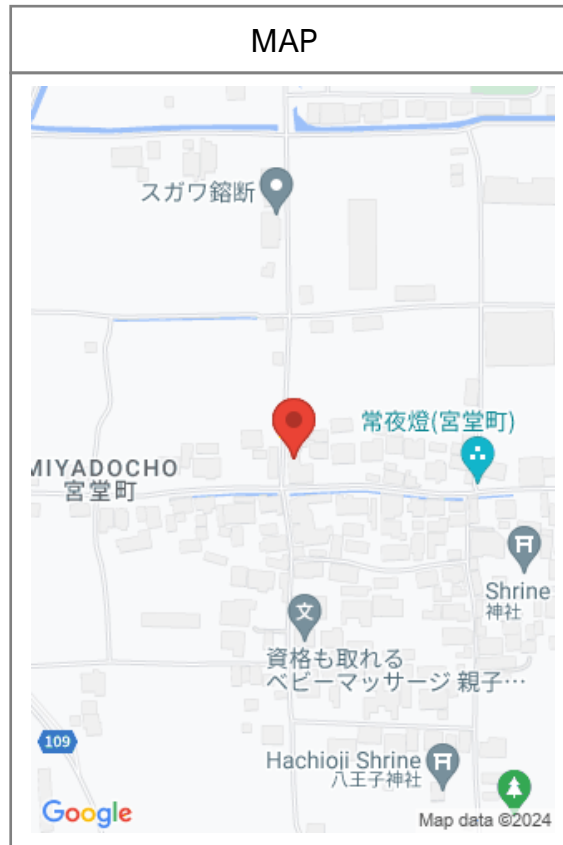 MAP
スガワ鎔断
常夜燈(宮堂町)
MIYADOCHO
宮堂町
Shrine
神社
文
資格も取れる
ベビーマッサージ 親子…
109
Hachioji Shrine
八王子神社
Google
Map data ©2024